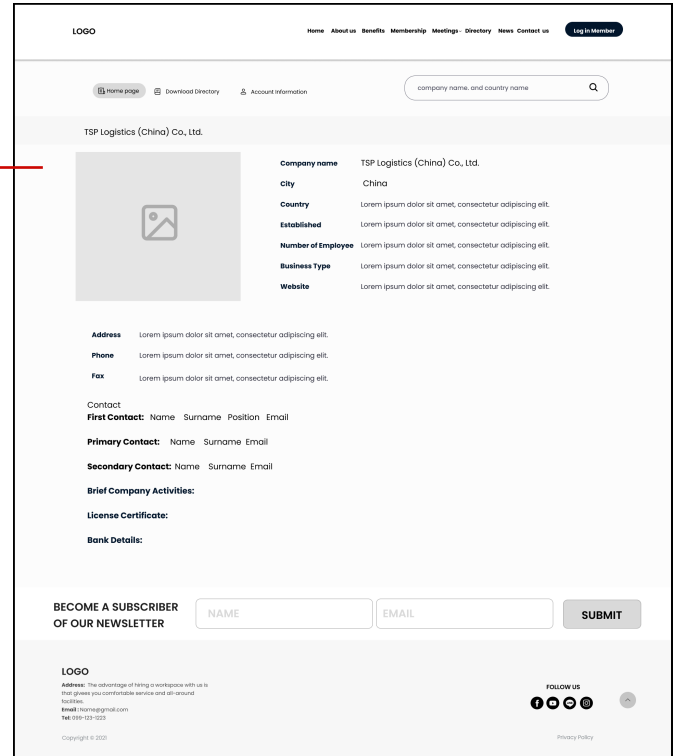 LOGO
Home About us Benefits Membership Meetings Directory News Contact us Log in Member
Home page Download Directory Account Information
company name. and country name
TSP Logistics (China) Co., Ltd.
Company name TSP Logistics (China) Co., Ltd.
City China
Country Lorem ipsum dolor sit amet, consectetur adipiscing elit.
Established Lorem ipsum dolor sit amet, consectetur adipiscing elit.
Number of Employee Lorem ipsum dolor sit amet, consectetur adipiscing elit.
Business Type Lorem ipsum dolor sit amet, consectetur adipiscing elit.
Website Lorem ipsum dolor sit amet, consectetur adipiscing elit.
Address Lorem ipsum dolor sit amet, consectetur adipiscing elit.
Phone Lorem ipsum dolor sit amet, consectetur adipiscing elit.
Fax Lorem ipsum dolor sit amet, consectetur adipiscing elit.
Contact
First Contact: Name Surname Position Email
Primary Contact: Name Surname Email
Secondary Contact: Name Surname Email
Brief Company Activities:
License Certificate:
Bank Details:
BECOME A SUBSCRIBER
OF OUR NEWSLETTER
NAME EMAIL SUBMIT
LOGO
Address: The advantage of hiring a workspace with us is
that givees you comfortable service and all-around
facilities.
Email : Name@gmail.com
Tel: 099-123-1223
FOLLOW US
Copyright © 2021 Privacy Policy